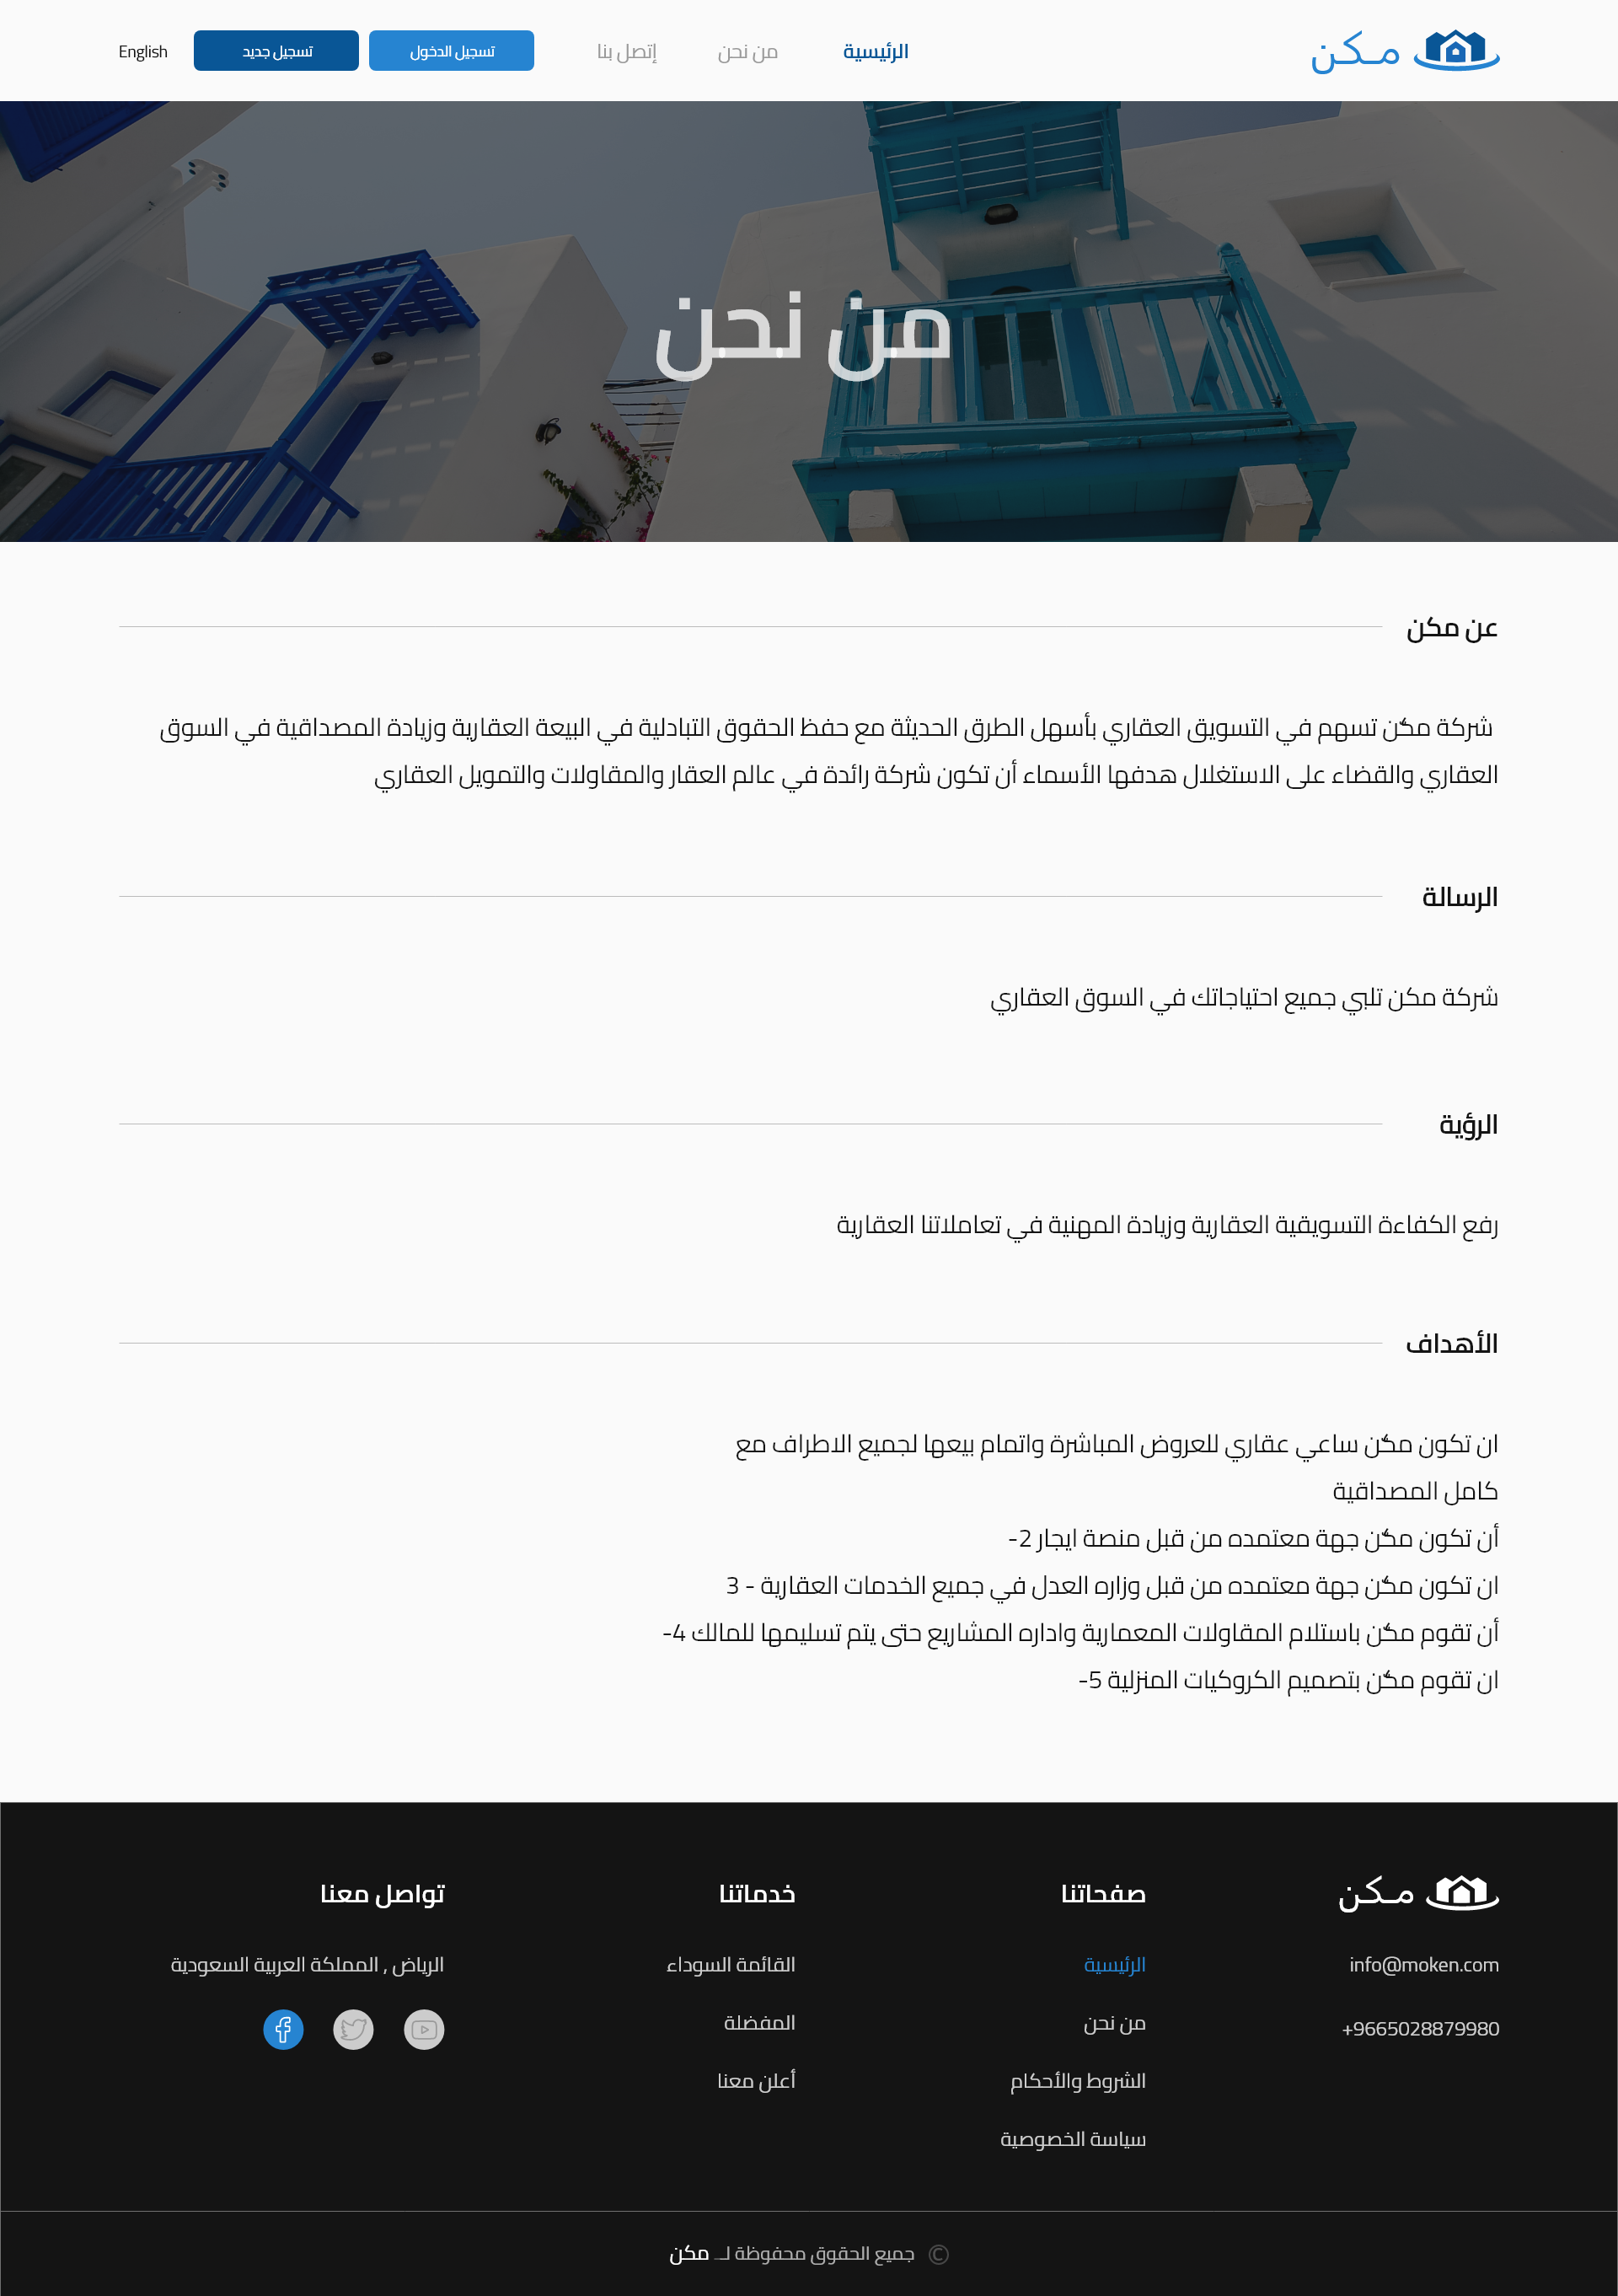 مـكـن
الرئيسية
من نحن
إتصل بنا
تسجيل الدخول
تسجيل جديد
English
من نحن
عن مكن
شركة مكن تسهم في التسويق العقاري بأسهل الطرق الحديثة مع حفظ الحقوق التبادلية في البيعة العقارية وزيادة المصداقية في السوق
العقاري والقضاء على الاستغلال هدفها الأسماء أن تكون شركة رائدة في عالم العقار والمقاولات والتمويل العقاري
الرسالة
شركة مكن تلبي جميع احتياجاتك في السوق العقاري
الرؤية
رفع الكفاءة التسويقية العقارية وزيادة المهنية في تعاملاتنا العقارية
الأهداف
ان تكون مكن ساعي عقاري للعروض المباشرة واتمام بيعها لجميع الاطراف مع
كامل المصداقية
أن تكون مكن جهة معتمده من قبل منصة ايجار 2-
ان تكون مكن جهة معتمده من قبل وزاره العدل في جميع الخدمات العقارية - 3
أن تقوم مكن باستلام المقاولات المعمارية واداره المشاريع حتى يتم تسليمها للمالك 4-
ان تقوم مكن بتصميم الكروكيات المنزلية 5-
مـكـن
info@moken.com
+9665028879980
صفحاتنا
الرئيسية
من نحن
الشروط والأحكام
سياسة الخصوصية
خدماتنا
القائمة السوداء
المفضلة
أعلن معنا
تواصل معنا
الرياض , المملكة العربية السعودية
© جميع الحقوق محفوظة لـ مكن